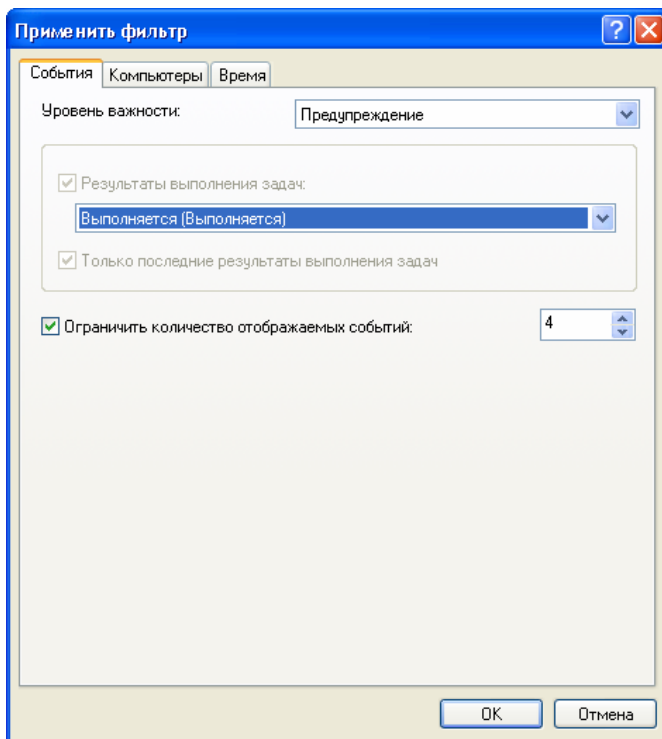 Применить фильтр
События Компьютеры Время
Уровень важности: Предупреждение
Результаты выполнения задач:
Выполняется (Выполняется)
Только последние результаты выполнения задач
Ограничить количество отображаемых событий: 4
OK Отмена